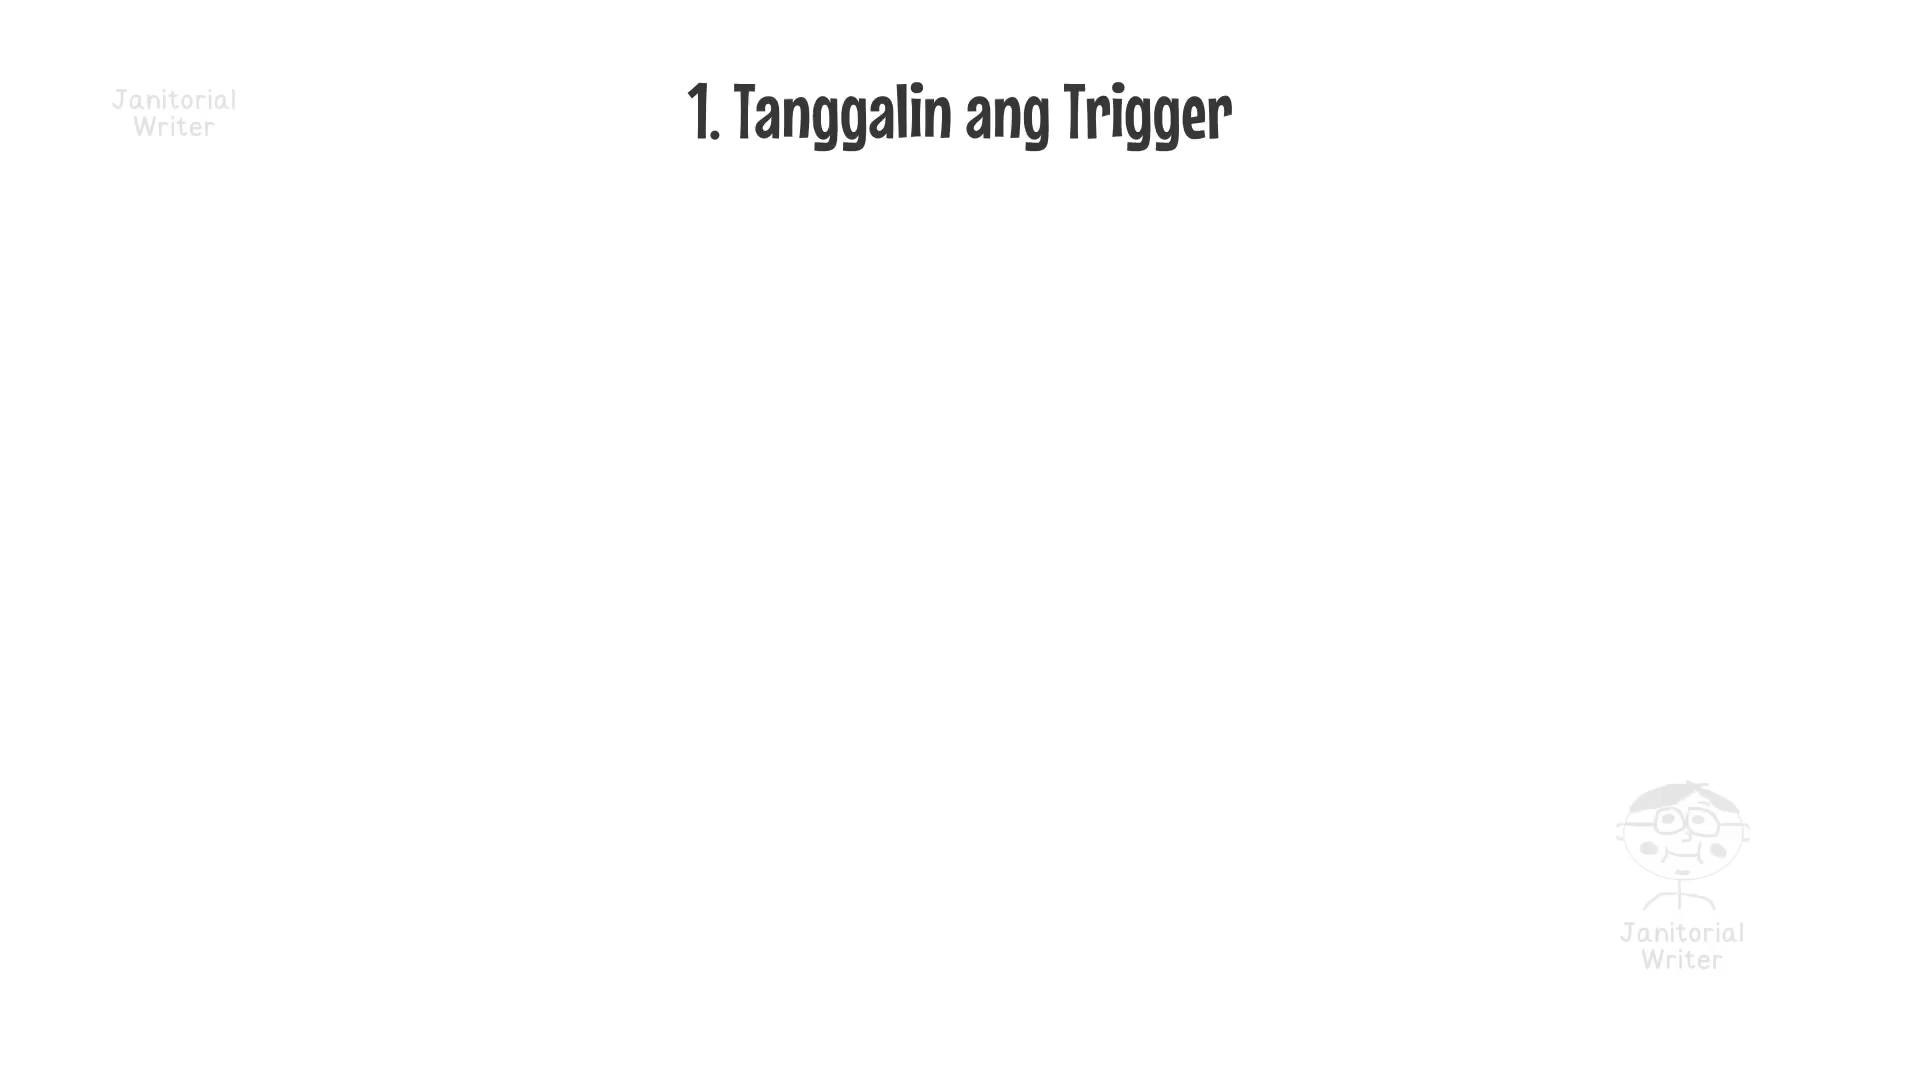 Janitorial
Writer
1. Tanggalin ang Trigger
Janitorial
Writer